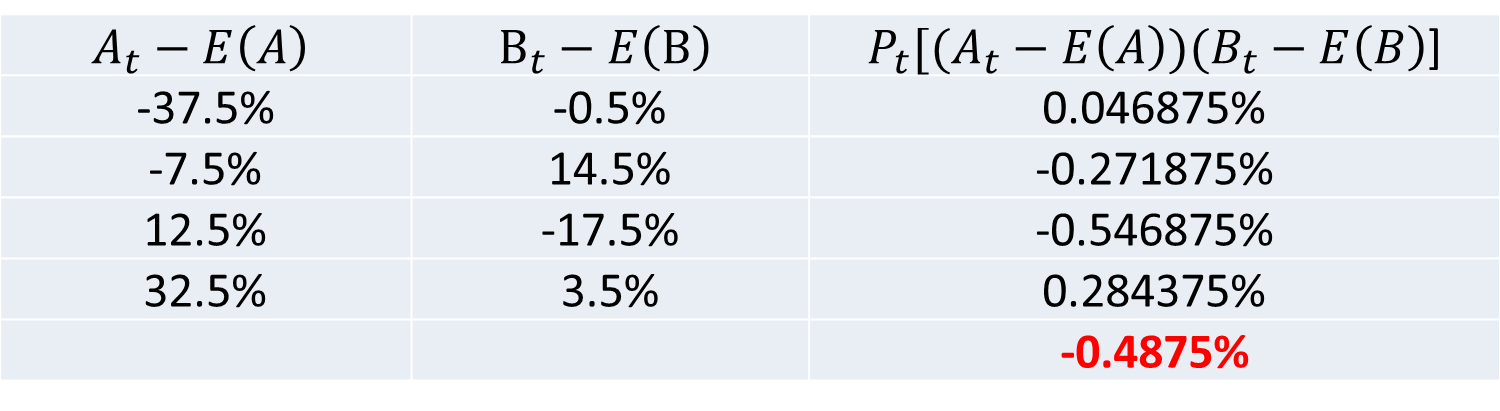 A_t − E(A) B_t − E(B) P_t[(A_t − E(A))(B_t − E(B)]
-37.5% -0.5% 0.046875%
-7.5% 14.5% -0.271875%
12.5% -17.5% -0.546875%
32.5% 3.5% 0.284375%
-0.4875%